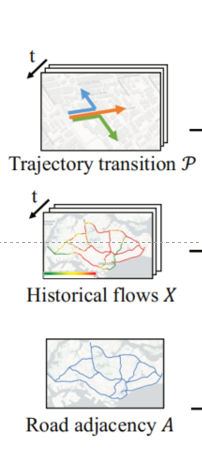 t
Trajectory transition 𝒫
t
Historical flows X
Road adjacency A